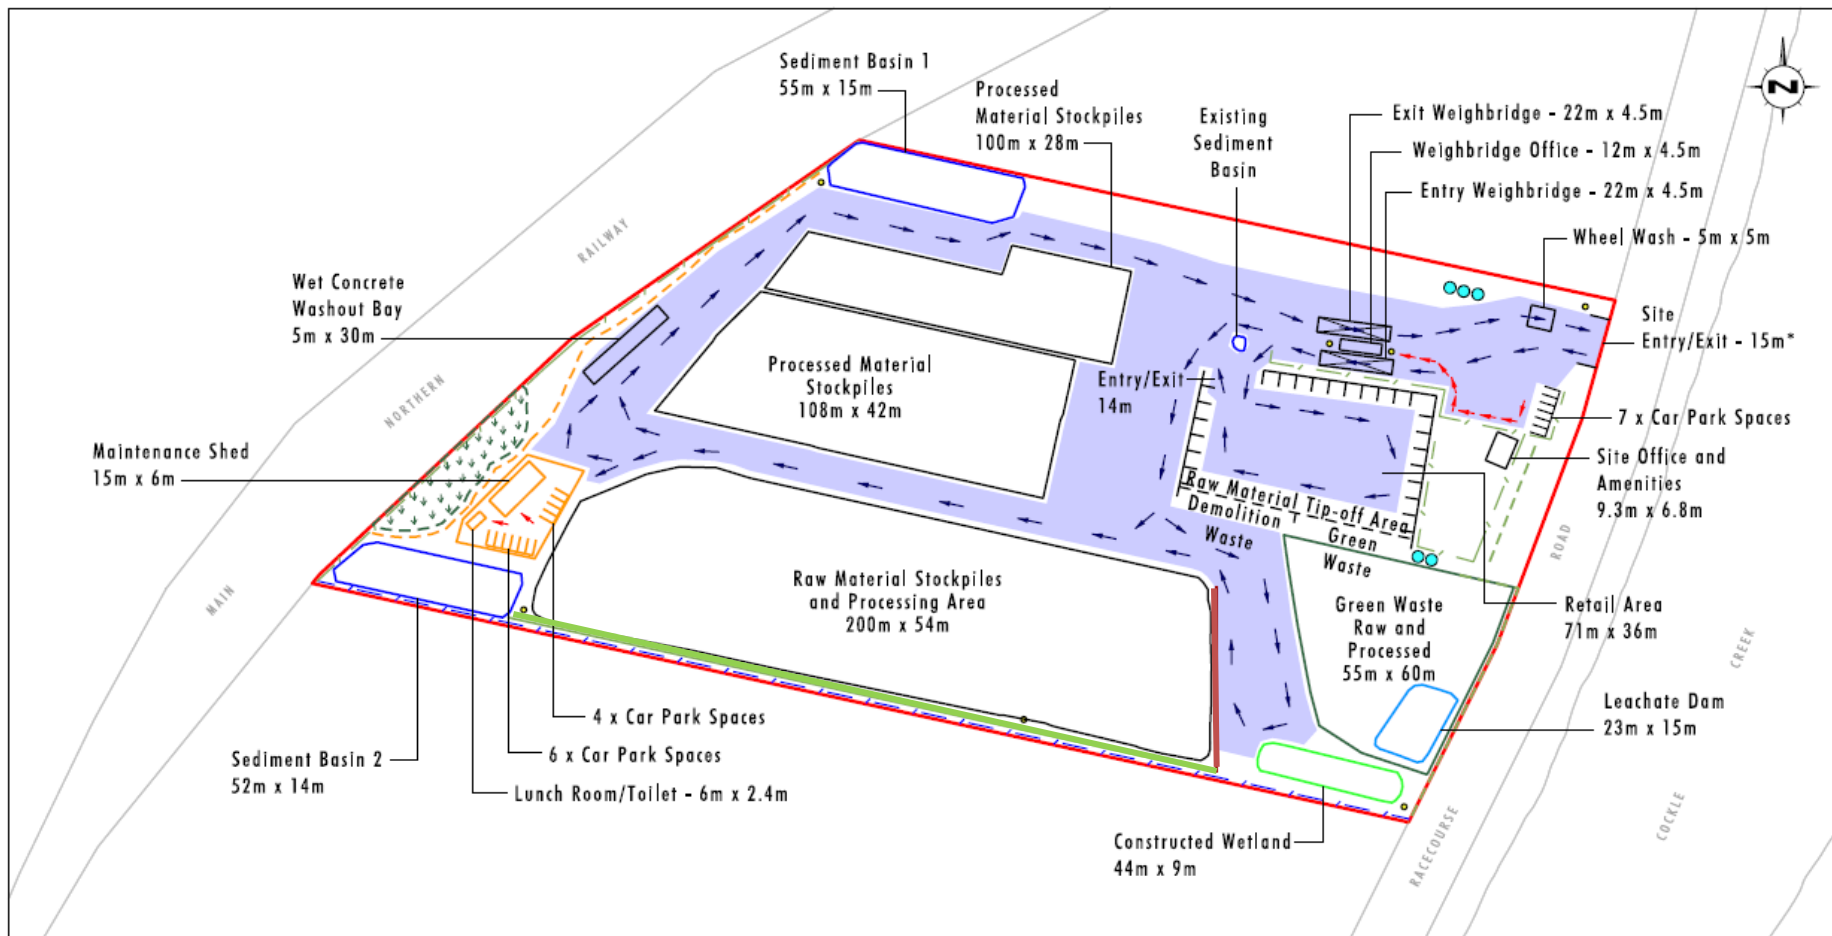 Sediment Basin 1
55m x 15m
Processed
Material Stockpiles
100m x 28m
Existing
Sediment
Basin
Exit Weighbridge - 22m x 4.5m
Weighbridge Office - 12m x 4.5m
Entry Weighbridge - 22m x 4.5m
Wheel Wash - 5m x 5m
N
RAILWAY
NORTHERN
MAIN
Wet Concrete
Washout Bay
5m x 30m
Site
Entry/Exit - 15m*
Processed Material
Stockpiles
108m x 42m
Entry/Exit
14m
7 x Car Park Spaces
Maintenance Shed
15m x 6m
Site Office and
Amenities
9.3m x 6.8m
Raw Material Tip-off Area
Demolition
Waste
Green
Waste
ROAD
Raw Material Stockpiles
and Processing Area
200m x 54m
Green Waste
Raw and
Processed
55m x 60m
Retail Area
71m x 36m
CREEK
Leachate Dam
23m x 15m
4 x Car Park Spaces
6 x Car Park Spaces
Lunch Room/Toilet - 6m x 2.4m
Sediment Basin 2
52m x 14m
Constructed Wetland
44m x 9m
RACECOURSE
COCKLE